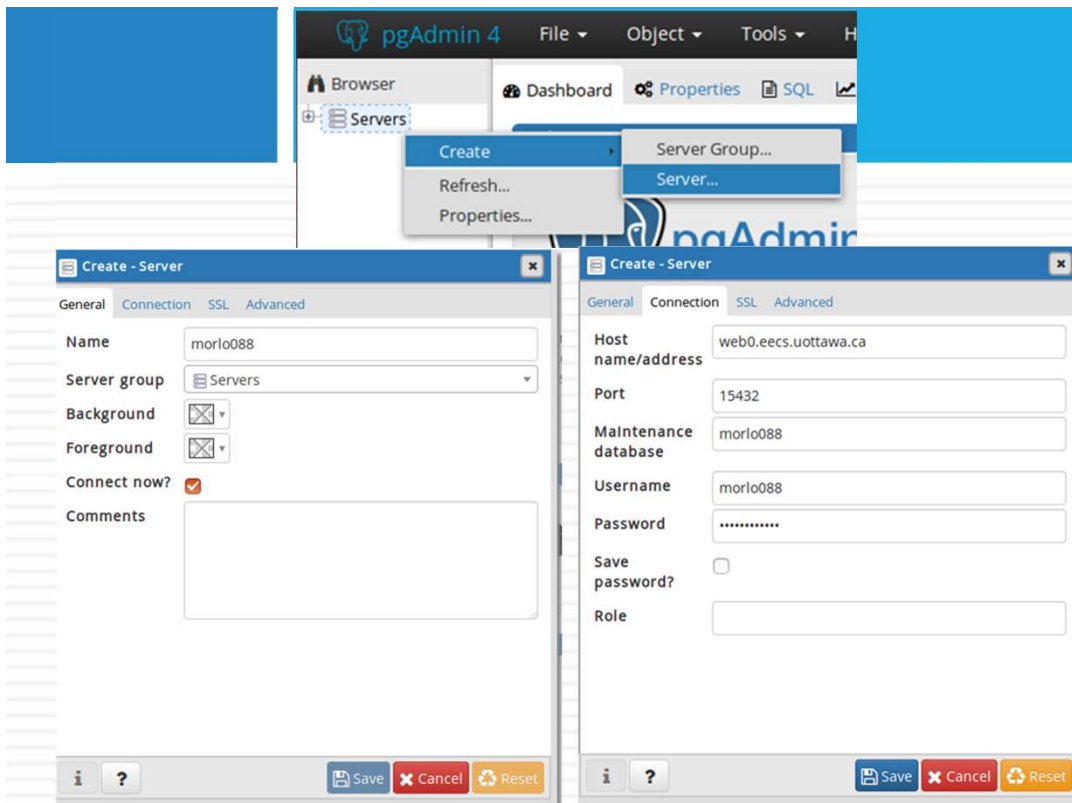 pgAdmin 4 File Object Tools H
Browser
Dashboard Properties SQL
Servers
Create
Server Group...
Refresh...
Server...
Properties...
pgAdmin
Create - Server
General Connection SSL Advanced
Name morlo088
Server group Servers
Background
Foreground
Connect now?
Comments
i ? Save Cancel Reset
Create - Server
General Connection SSL Advanced
Host name/address web0.eecs.uottawa.ca
Port 15432
MaIntenance database morlo088
Username morlo088
Password ············
Save password?
Role
i ? Save Cancel Reset